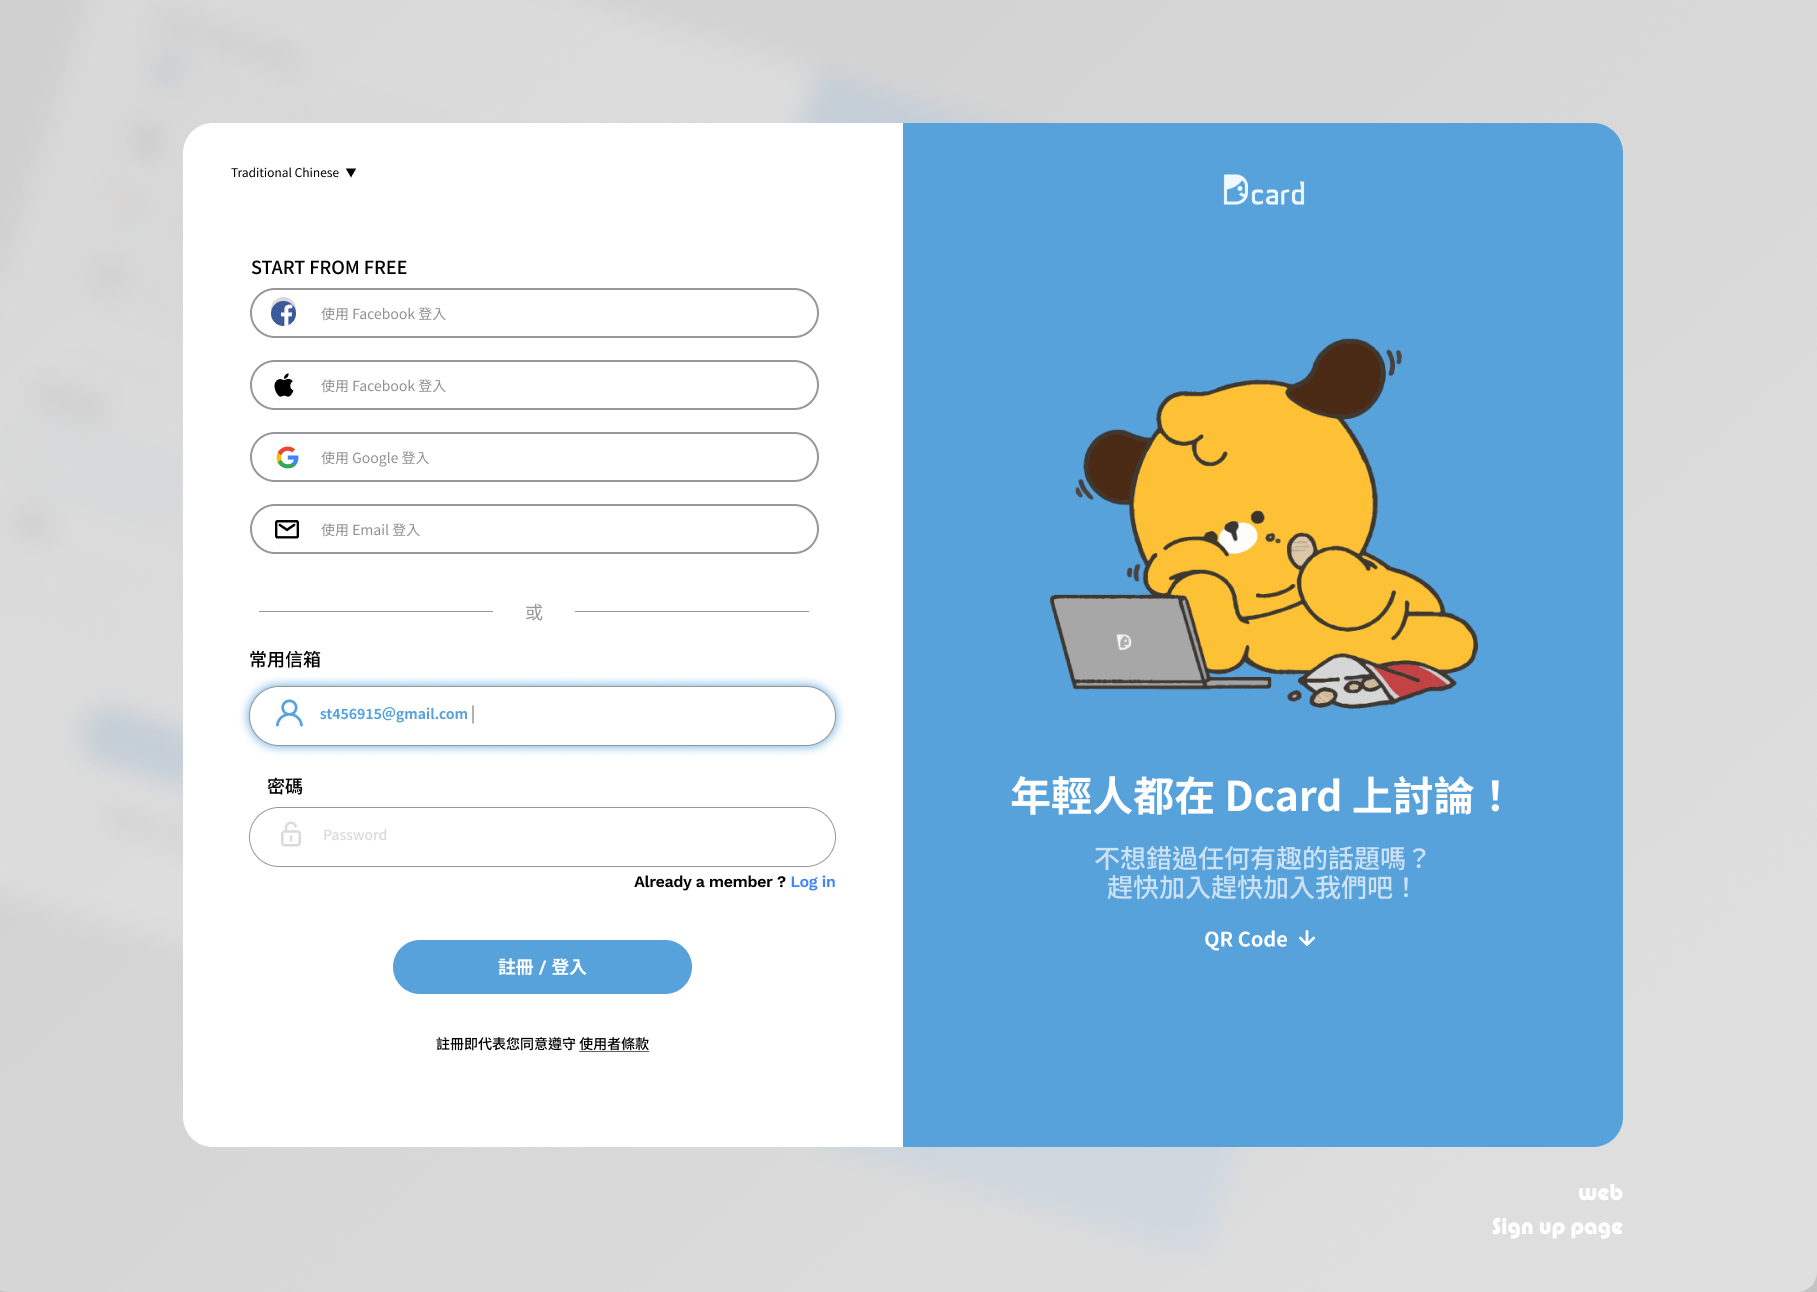 Traditional Chinese ▼
START FROM FREE
使用 Facebook 登入
使用 Facebook 登入
使用 Google 登入
使用 Email 登入
或
常用信箱
st456915@gmail.com
密碼
Password
Already a member ? Log in
註冊 / 登入
註冊即代表您同意遵守 使用者條款
Dcard
年輕人都在 Dcard 上討論！
不想錯過任何有趣的話題嗎？
趕快加入趕快加入我們吧！
QR Code ↓
web
Sign up page